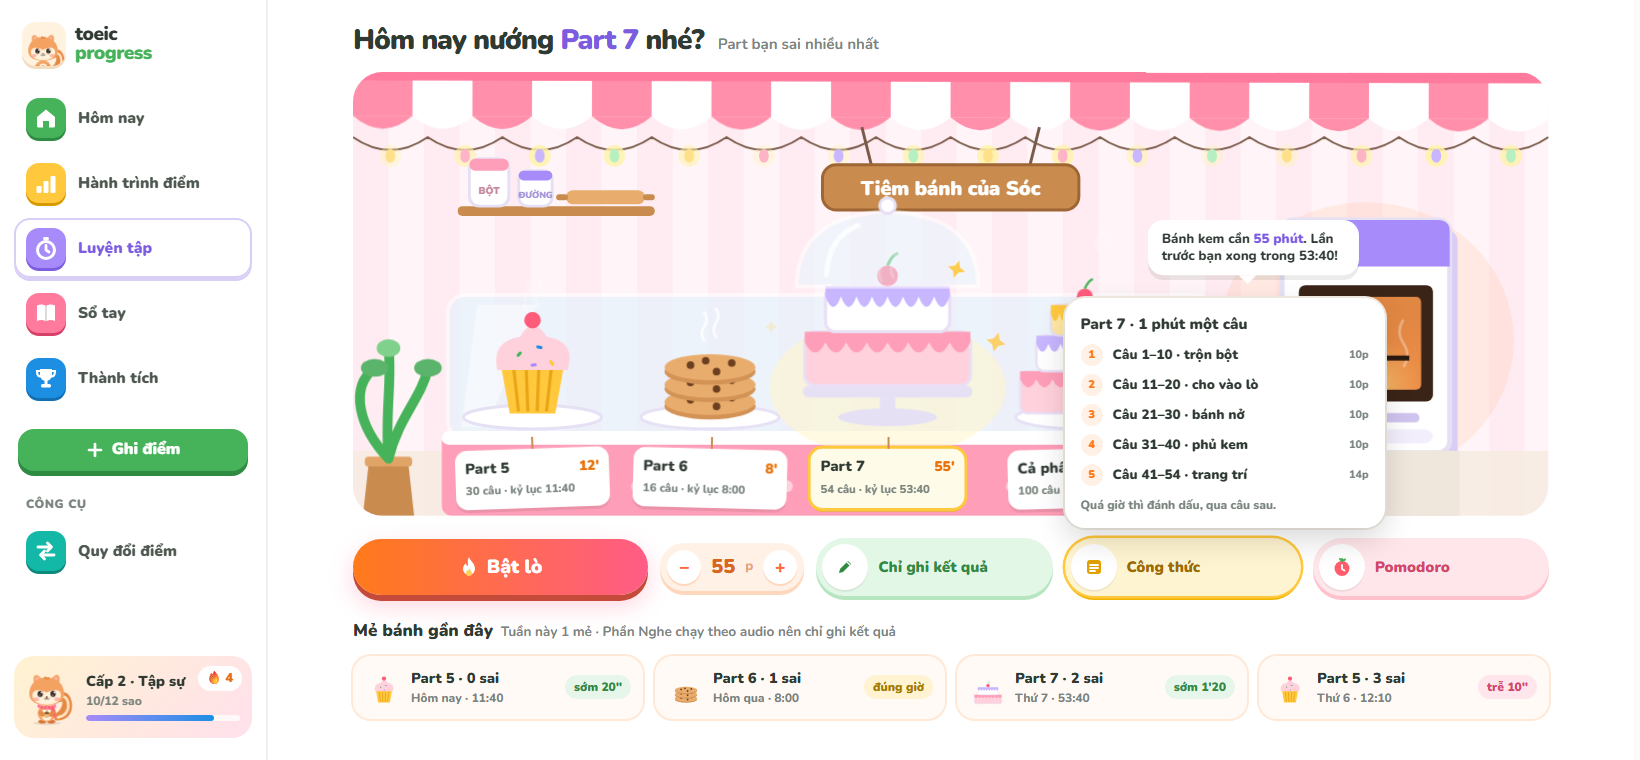 toeic
progress
Hôm nay
Hành trình điểm
Luyện tập
Sổ tay
Thành tích
+ Ghi điểm
CÔNG CỤ
Quy đổi điểm
Cấp 2 · Tập sự
4
10/12 sao
Hôm nay nướng Part 7 nhé? Part bạn sai nhiều nhất
BỘT
ĐƯỜNG
Tiệm bánh của Sóc
Bánh kem cần 55 phút. Lần
trước bạn xong trong 53:40!
Part 5 12'
30 câu · kỷ lục 11:40
Part 6 8'
16 câu · kỷ lục 8:00
Part 7 55'
54 câu · kỷ lục 53:40
Cả
100 câu
Part 7 · 1 phút một câu
1 Câu 1–10 · trộn bột 10p
2 Câu 11–20 · cho vào lò 10p
3 Câu 21–30 · bánh nở 10p
4 Câu 31–40 · phủ kem 10p
5 Câu 41–54 · trang trí 14p
Quá giờ thì đánh dấu, qua câu sau.
Bật lò
− 55 p +
Chỉ ghi kết quả
Công thức
Pomodoro
Mẻ bánh gần đây Tuần này 1 mẻ · Phần Nghe chạy theo audio nên chỉ ghi kết quả
Part 5 · 0 sai
Hôm nay · 11:40
sớm 20"
Part 6 · 1 sai
Hôm qua · 8:00
đúng giờ
Part 7 · 2 sai
Thứ 7 · 53:40
sớm 1'20
Part 5 · 3 sai
Thứ 6 · 12:10
trễ 10"